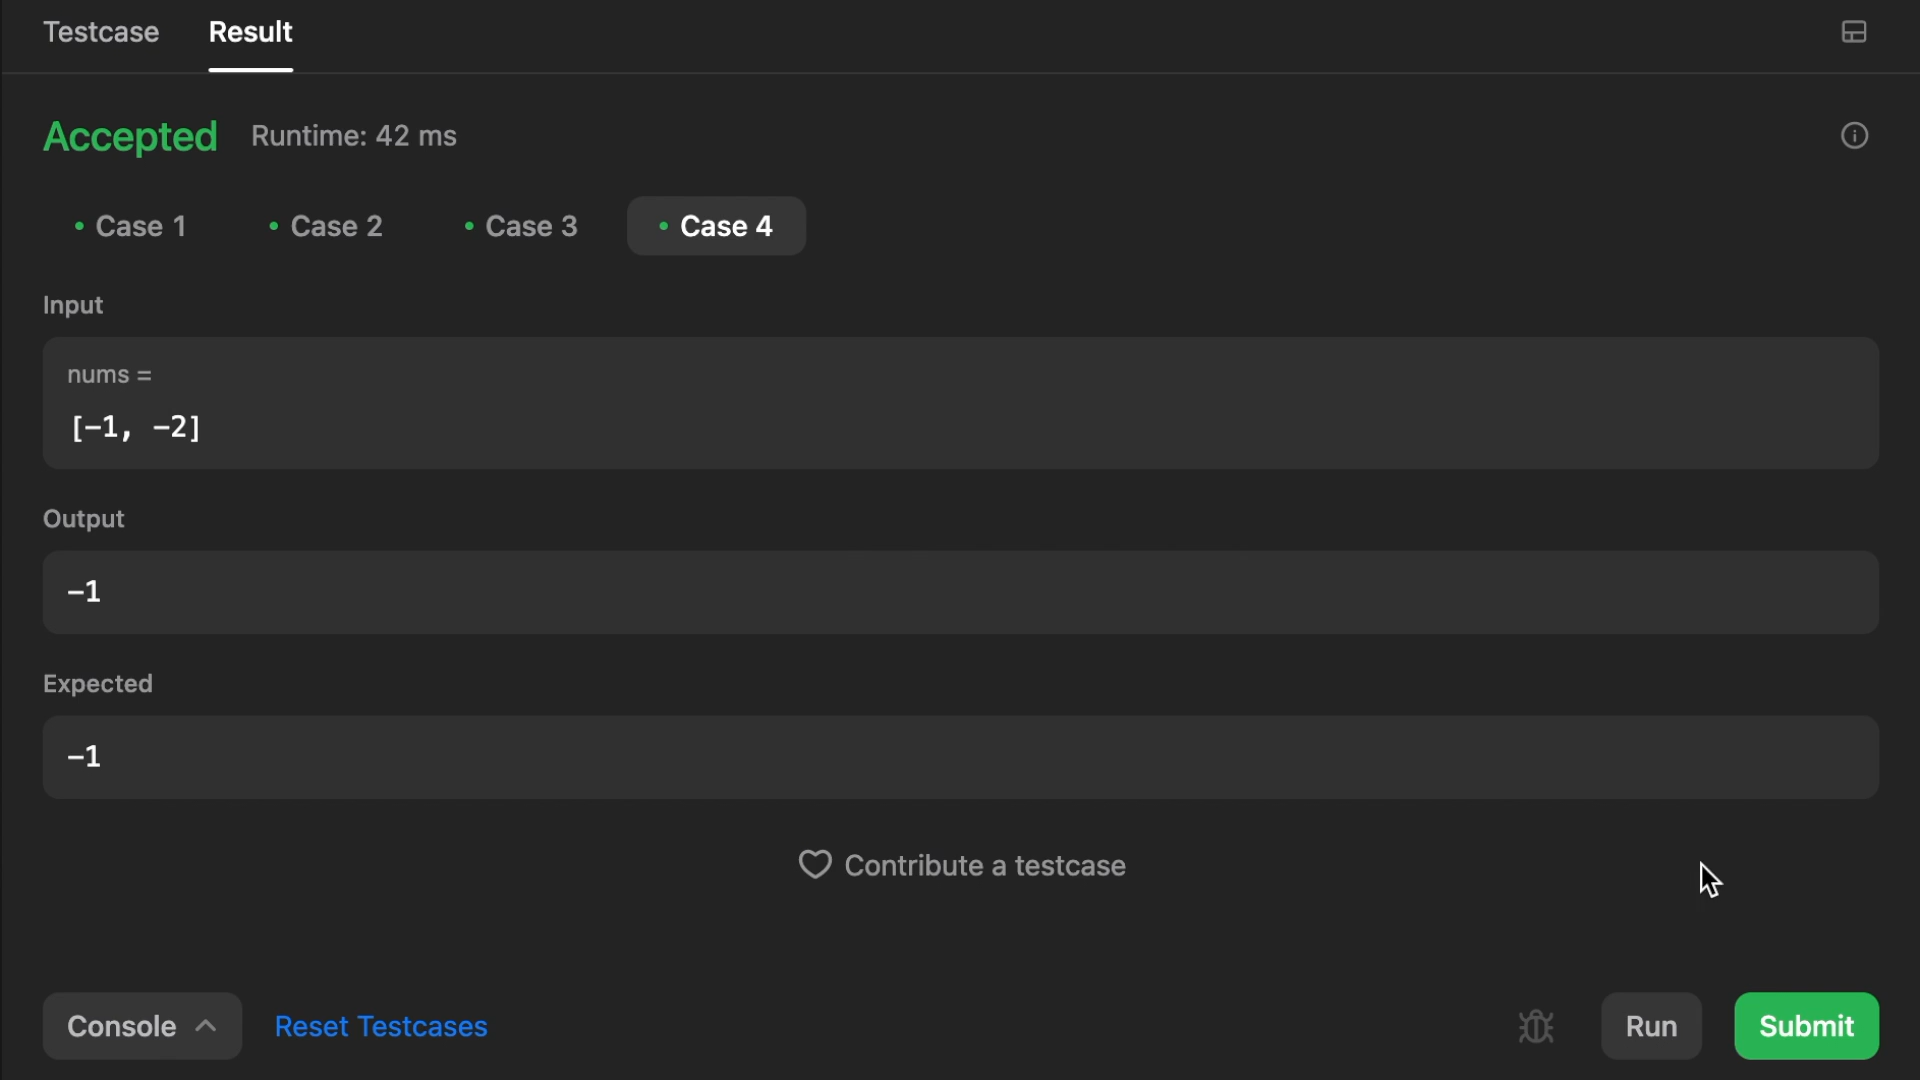 Testcase Result
Accepted Runtime: 42 ms
• Case 1 • Case 2 • Case 3 • Case 4
Input
nums =
[-1, -2]
Output
-1
Expected
-1
Contribute a testcase
Console Reset Testcases Run Submit